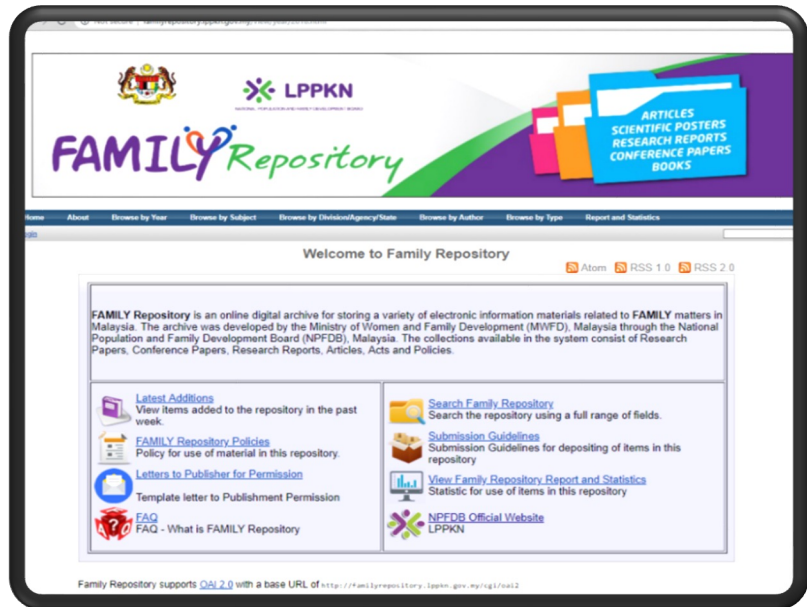 LPPKN
NATIONAL POPULATION AND FAMILY DEVELOPMENT BOARD
FAMILY Repository
ARTICLES
SCIENTIFIC POSTERS
RESEARCH REPORTS
CONFERENCE PAPERS
BOOKS
Home About Browse by Year Browse by Subject Browse by Division/Agency/State Browse by Author Browse by Type Report and Statistics
Welcome to Family Repository
Atom RSS 1.0 RSS 2.0
FAMILY Repository is an online digital archive for storing a variety of electronic information materials related to FAMILY matters in
Malaysia. The archive was developed by the Ministry of Women and Family Development (MWFD), Malaysia through the National
Population and Family Development Board (NPFDB), Malaysia. The collections available in the system consist of Research
Papers, Conference Papers, Research Reports, Articles, Acts and Policies.
Latest Additions
View items added to the repository in the past
week.
FAMILY Repository Policies
Policy for use of material in this repository.
Letters to Publisher for Permission
Template letter to Publishment Permission
FAQ
FAQ - What is FAMILY Repository
Search Family Repository
Search the repository using a full range of fields.
Submission Guidelines
Submission Guidelines for depositing of items in this
repository
View Family Repository Report and Statistics
Statistic for use of items in this repository
NPFDB Official Website
LPPKN
Family Repository supports OAI 2.0 with a base URL of http://familyrepository.lppkn.gov.my/cgi/oai2